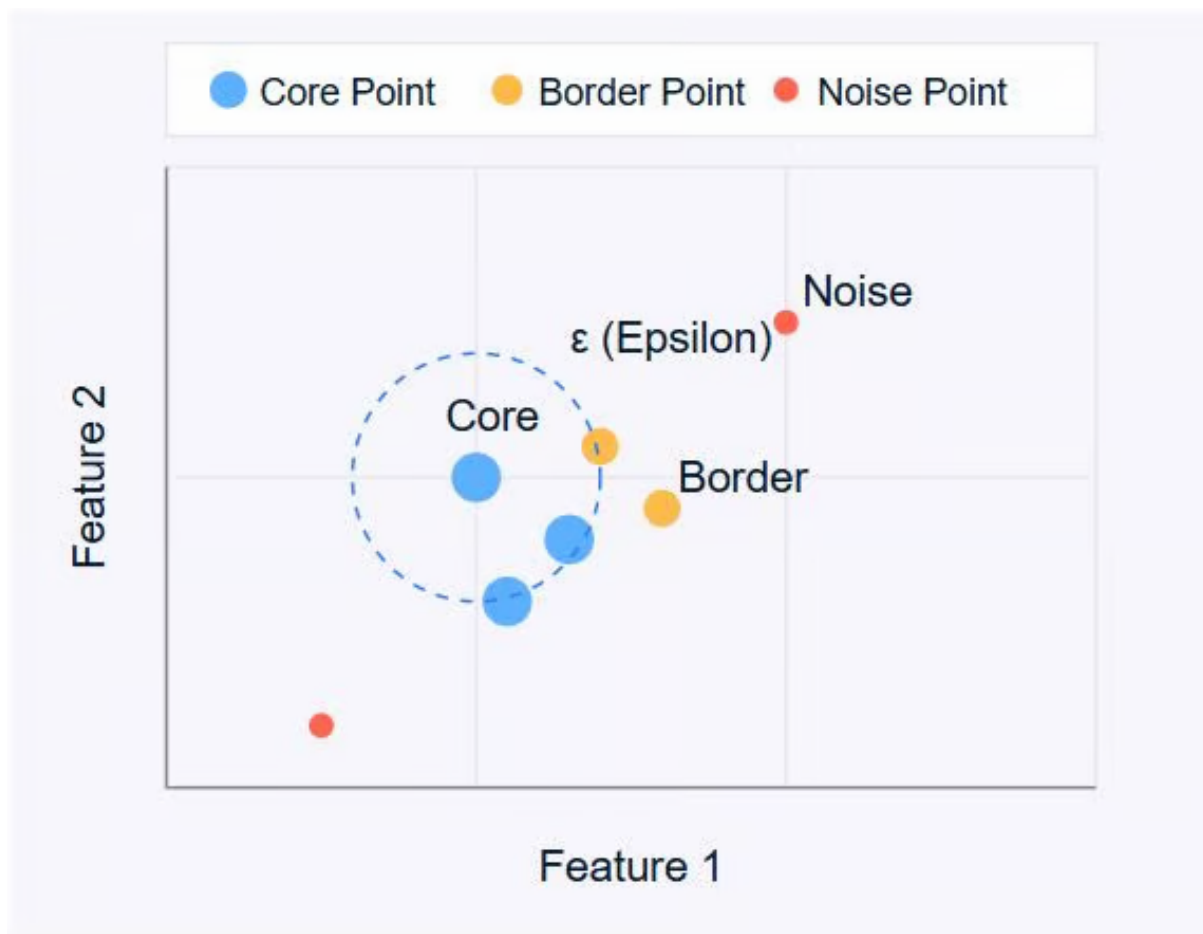 Core Point Border Point Noise Point
Noise
ε (Epsilon)
Core
Border
Feature 2
Feature 1